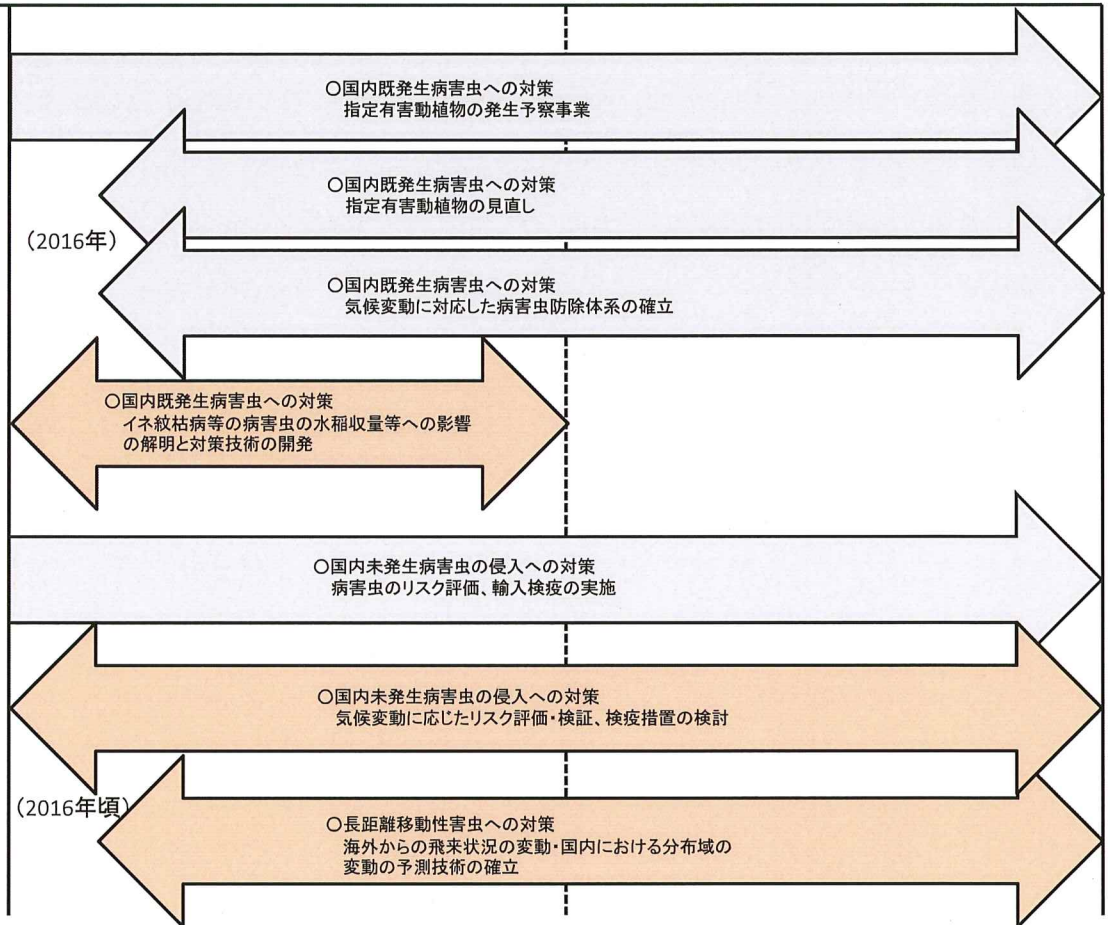 ○国内既発生病害虫への対策
指定有害動植物の発生予察事業
○国内既発生病害虫への対策
指定有害動植物の見直し
(2016年)
○国内既発生病害虫への対策
気候変動に対応した病害虫防除体系の確立
○国内既発生病害虫への対策
イネ紋枯病等の病害虫の水稲収量等への影響
の解明と対策技術の開発
○国内未発生病害虫の侵入への対策
病害虫のリスク評価、輸入検疫の実施
○国内未発生病害虫の侵入への対策
気候変動に応じたリスク評価・検証、検疫措置の検討
(2016年頃)
○長距離移動性害虫への対策
海外からの飛来状況の変動・国内における分布域の
変動の予測技術の確立